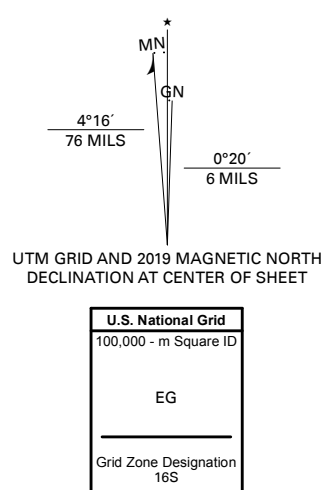 MN
GN
4°16´
76 MILS
0°20´
6 MILS
UTM GRID AND 2019 MAGNETIC NORTH
DECLINATION AT CENTER OF SHEET
U.S. National Grid
100,000 - m Square ID
EG
Grid Zone Designation
16S